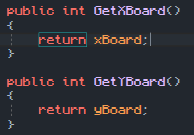 public int GetXBoard()
{
    return xBoard;
}
public int GetYBoard()
{
    return yBoard;
}